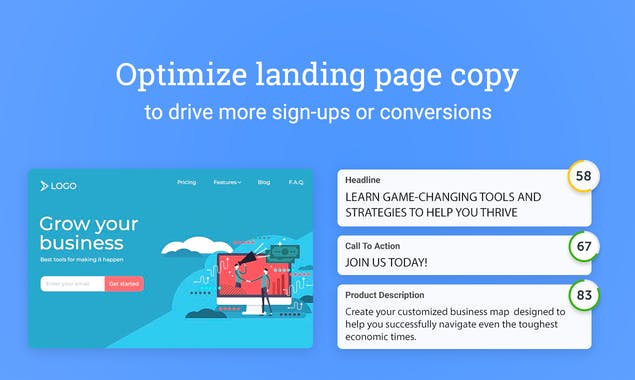 Optimize landing page copy
to drive more sign-ups or conversions
LOGO
Pricing
Features
Blog
F.A.Q.
Grow your
business
Best tools for making it happen
Enter your email
Get started
Headline
58
LEARN GAME-CHANGING TOOLS AND
STRATEGIES TO HELP YOU THRIVE
Call To Action
67
JOIN US TODAY!
Product Description
83
Create your customized business map designed to
help you successfully navigate even the toughest
economic times.